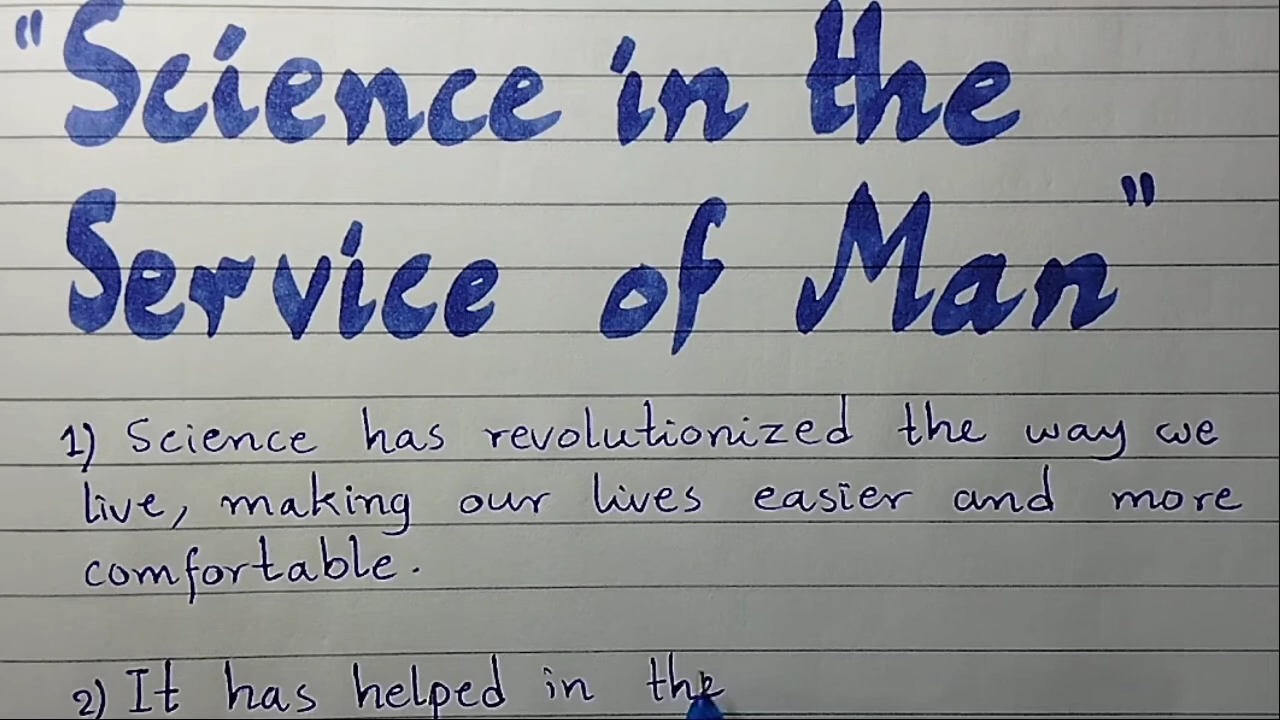 "Science in the
Service of Man"
1) Science has revolutionized the way we
live, making our lives easier and more
comfortable.
2) It has helped in the